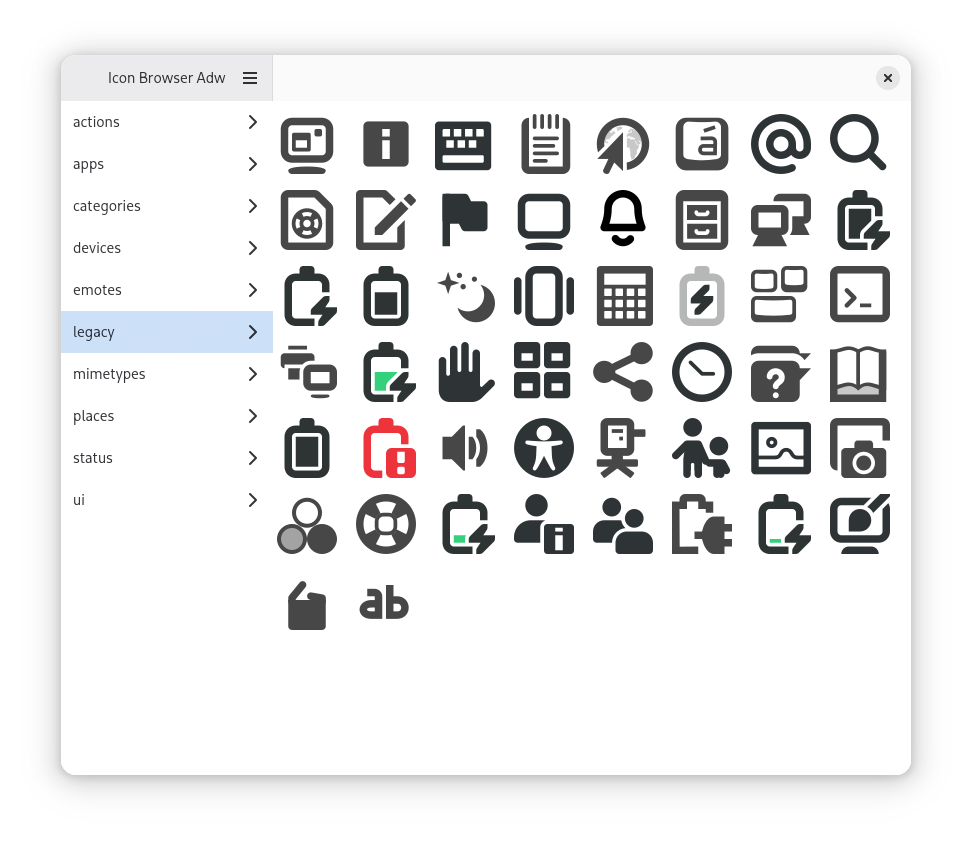 Icon Browser Adw
actions
apps
categories
devices
emotes
legacy
mimetypes
places
status
ui
á
>_
?
ab